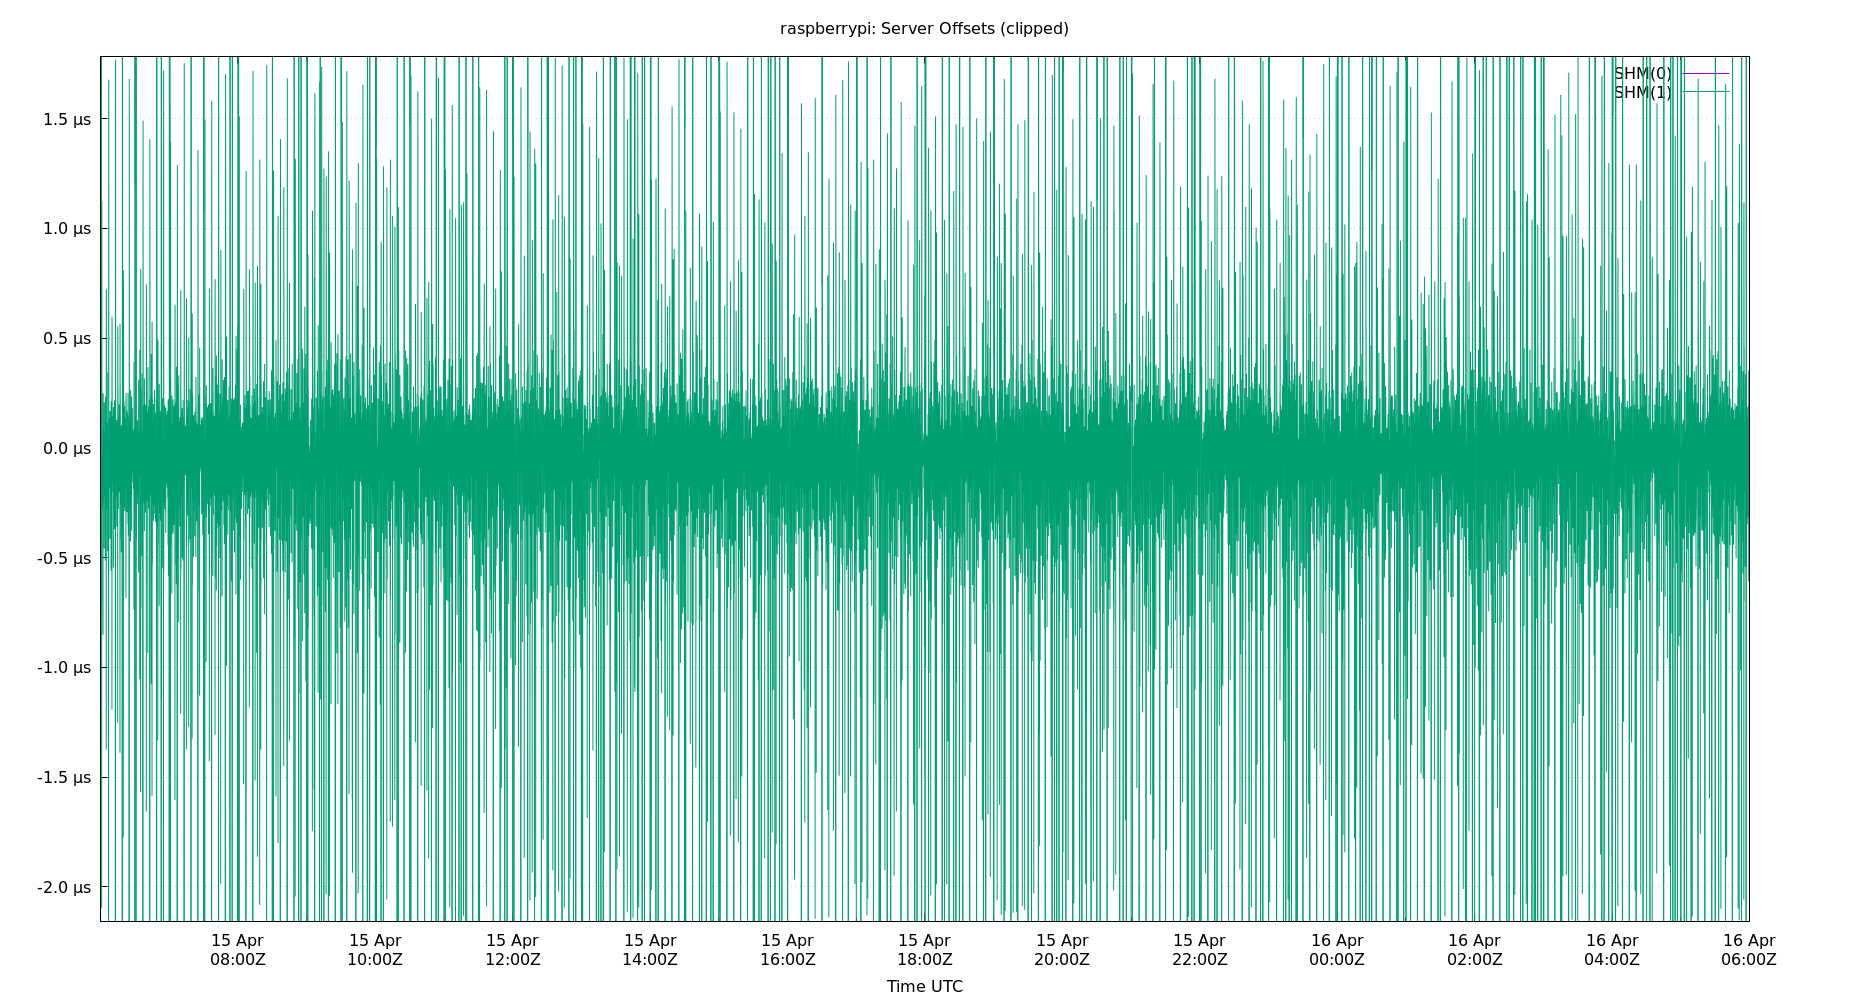 raspberrypi: Server Offsets (clipped)
SHM(0)
SHM(1)
1.5 µs
1.0 µs
0.5 µs
0.0 µs
-0.5 µs
-1.0 µs
-1.5 µs
-2.0 µs
15 Apr 15 Apr 15 Apr 15 Apr 15 Apr 15 Apr 15 Apr 15 Apr 16 Apr 16 Apr 16 Apr 16 Apr
08:00Z 10:00Z 12:00Z 14:00Z 16:00Z 18:00Z 20:00Z 22:00Z 00:00Z 02:00Z 04:00Z 06:00Z
Time UTC